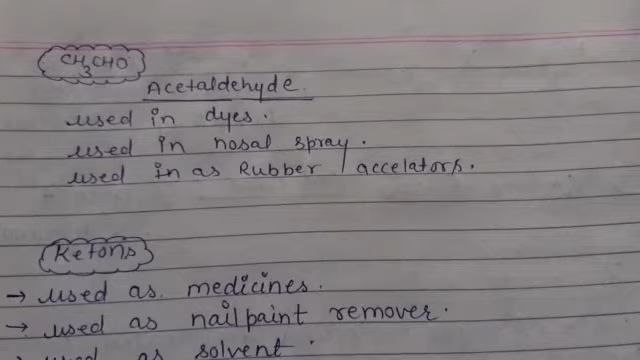 CH3CHO
Acetaldehyde.
used in dyes.
used in nosal spray.
used in as Rubber accelators.
Ketons
→ used as medicines.
→ used as nailpaint remover.
→ used as solvent.